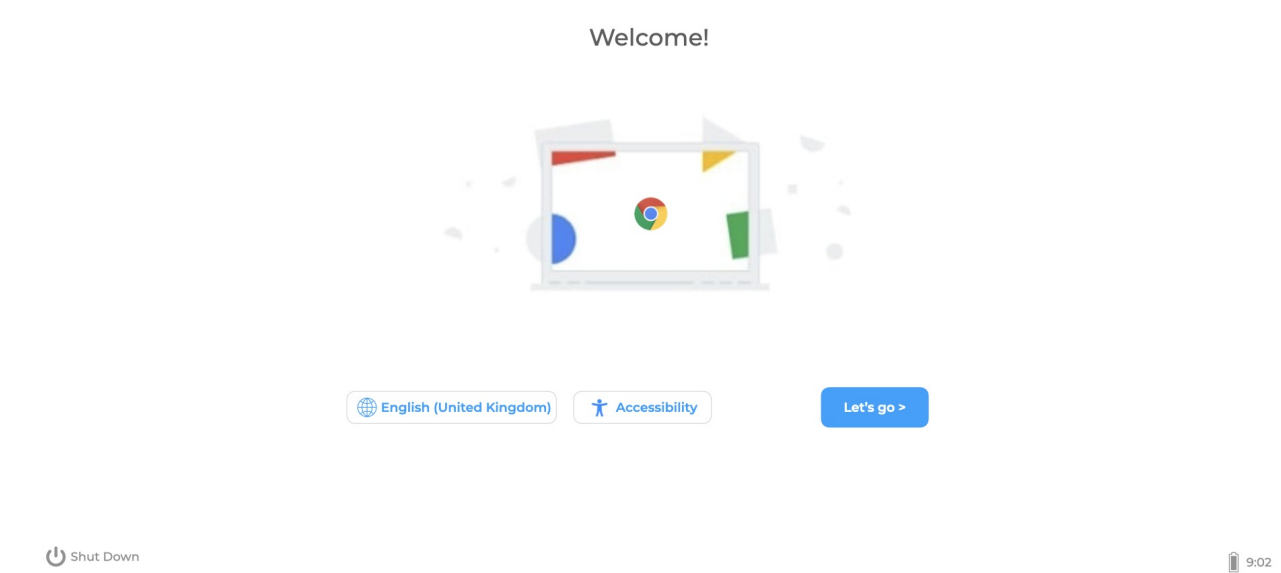 Welcome!
English (United Kingdom)
Accessibility
Let's go >
Shut Down
9:02